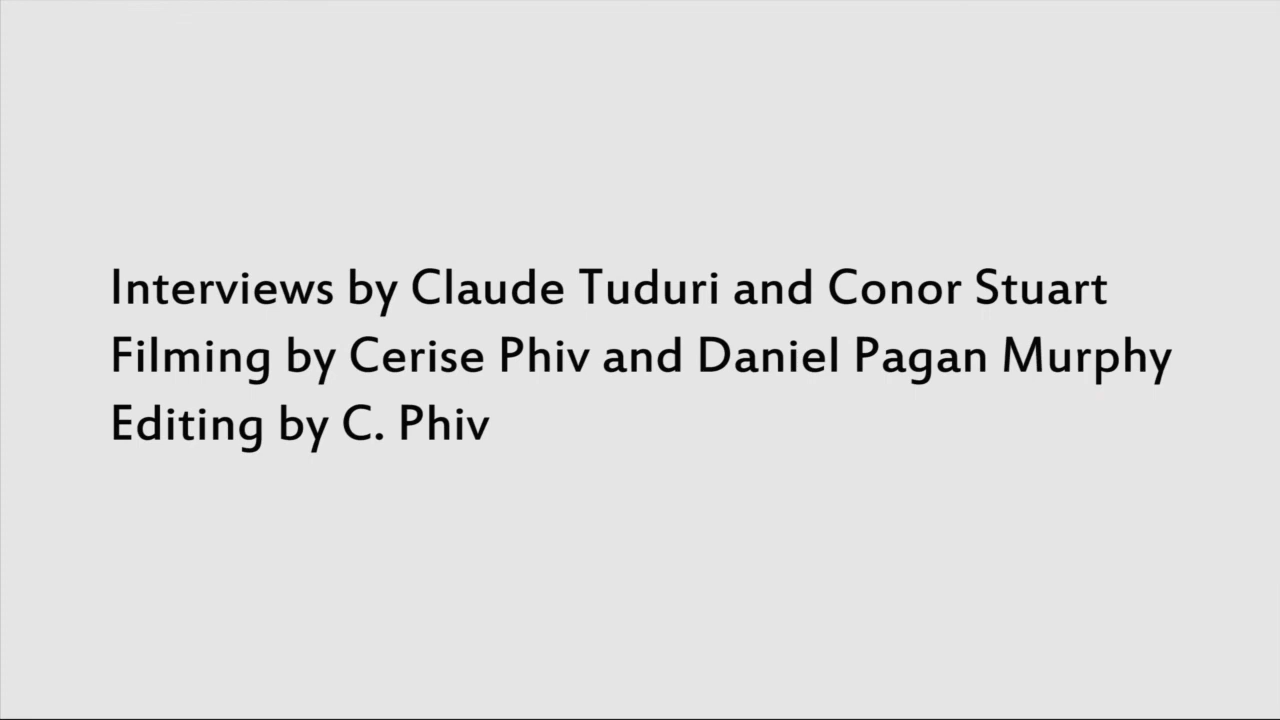 Interviews by Claude Tuduri and Conor Stuart
Filming by Cerise Phiv and Daniel Pagan Murphy
Editing by C. Phiv